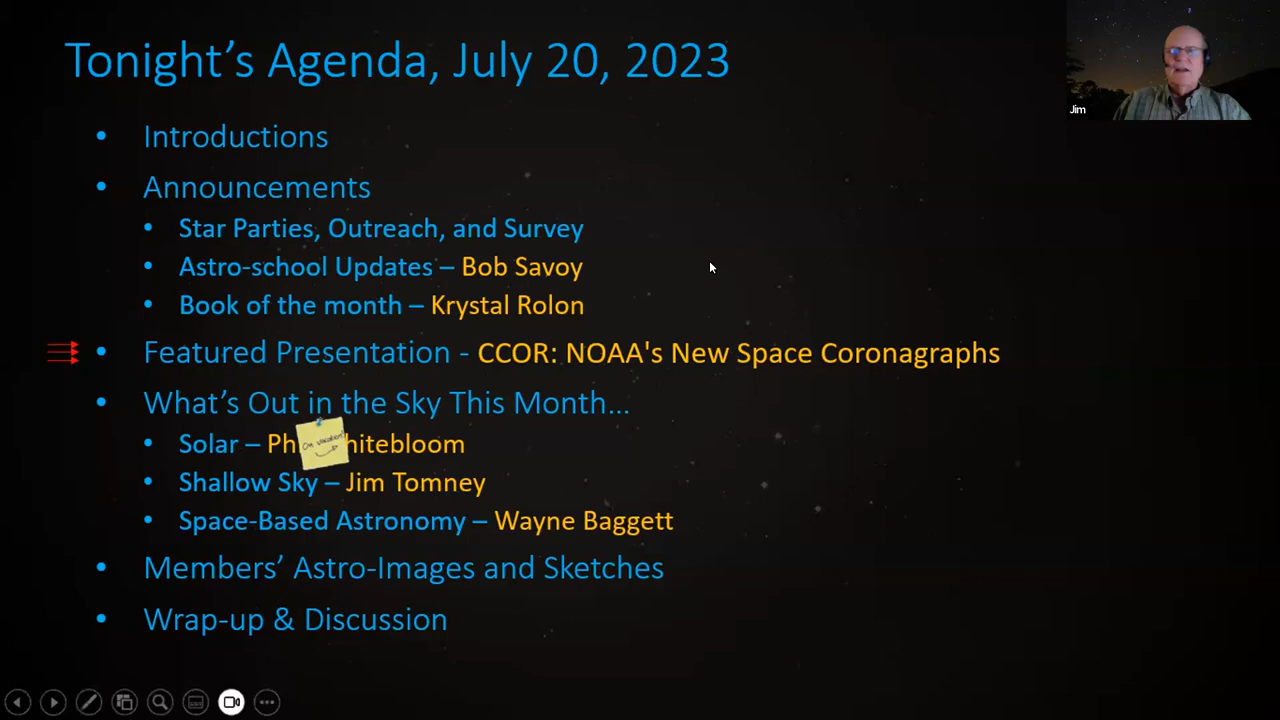 Tonight's Agenda, July 20, 2023
Jim
• Introductions
• Announcements
• Star Parties, Outreach, and Survey
• Astro-school Updates – Bob Savoy
• Book of the month – Krystal Rolon
• Featured Presentation - CCOR: NOAA's New Space Coronagraphs
• What's Out in the Sky This Month...
• Solar – Ph hitebloom
On vacation!
• Shallow Sky – Jim Tomney
• Space-Based Astronomy – Wayne Baggett
• Members' Astro-Images and Sketches
• Wrap-up & Discussion